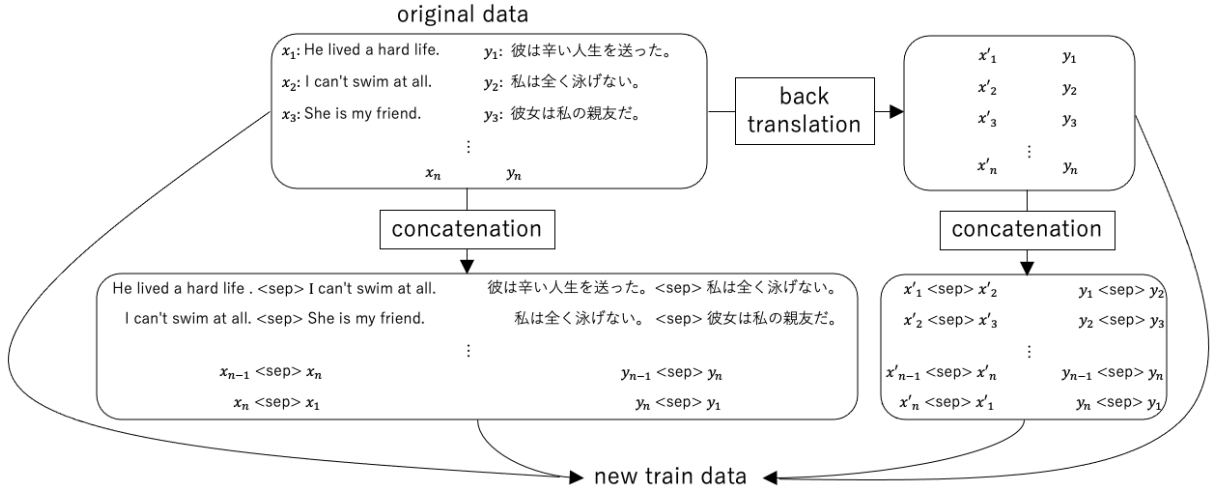 original data
x₁: He lived a hard life. y₁: 彼は辛い人生を送った。
x₂: I can't swim at all. y₂: 私は全く泳げない。
x₃: She is my friend. y₃: 彼女は私の親友だ。
⋮
xₙ yₙ
back
translation
x'₁ y₁
x'₂ y₂
x'₃ y₃
⋮
x'ₙ yₙ
concatenation
concatenation
He lived a hard life . <sep> I can't swim at all. 彼は辛い人生を送った。<sep> 私は全く泳げない。
I can't swim at all. <sep> She is my friend. 私は全く泳げない。 <sep> 彼女は私の親友だ。
⋮
xₙ₋₁ <sep> xₙ yₙ₋₁ <sep> yₙ
xₙ <sep> x₁ yₙ <sep> y₁
x'₁ <sep> x'₂ y₁ <sep> y₂
x'₂ <sep> x'₃ y₂ <sep> y₃
⋮
x'ₙ₋₁ <sep> x'ₙ yₙ₋₁ <sep> yₙ
x'ₙ <sep> x'₁ yₙ <sep> y₁
new train data